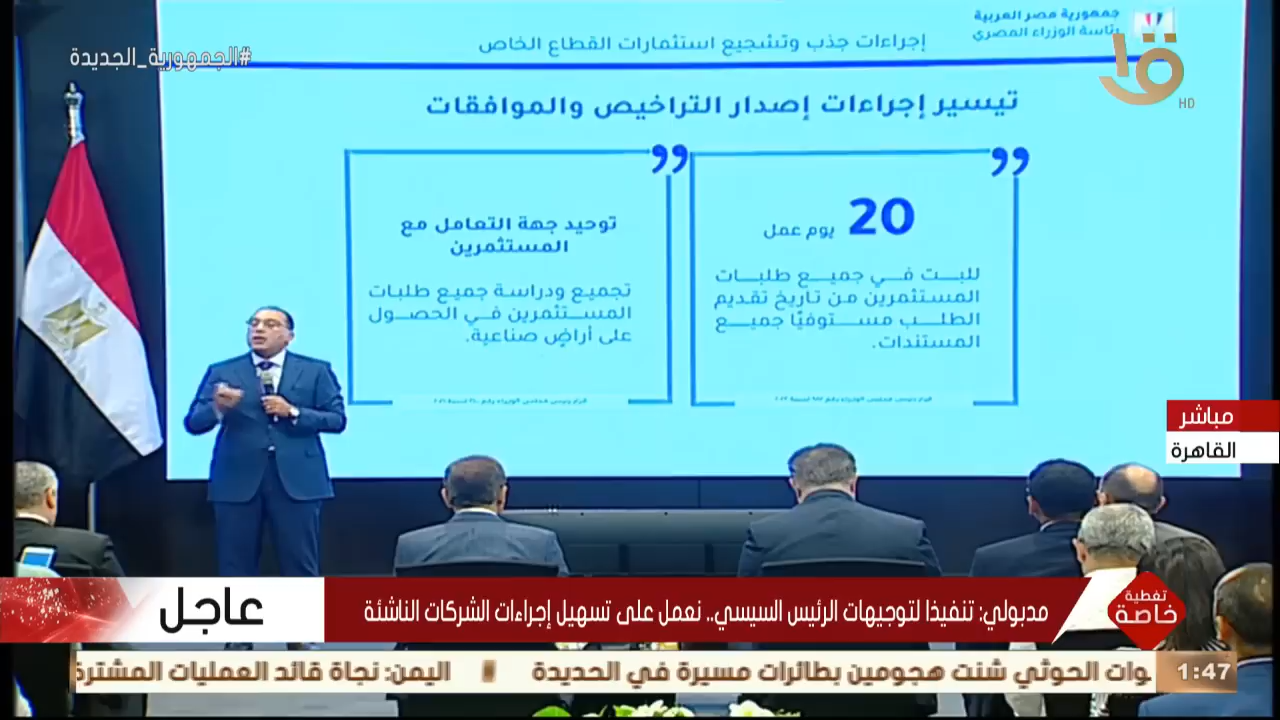 جمهورية مصر العربية
رئاسة الوزراء المصري
#الجمهورية_الجديدة
إجراءات جذب وتشجيع استثمارات القطاع الخاص
HD
تيسير إجراءات إصدار التراخيص والموافقات
20 يوم عمل
للبت في جميع طلبات
المستثمرين من تاريخ تقديم
الطلب مستوفيًا جميع
المستندات.
توحيد جهة التعامل مع
المستثمرين
تجميع ودراسة جميع طلبات
المستثمرين في الحصول
على أراضٍ صناعية.
مباشر
القاهرة
تغطية
خاصة
مدبولي: تنفيذا لتوجيهات الرئيس السيسي.. نعمل على تسهيل إجراءات الشركات الناشئة
عاجل
1:47
وات الحوثي شنت هجومين بطائرات مسيرة في الحديدة
اليمن: نجاة قائد العمليات المشترك